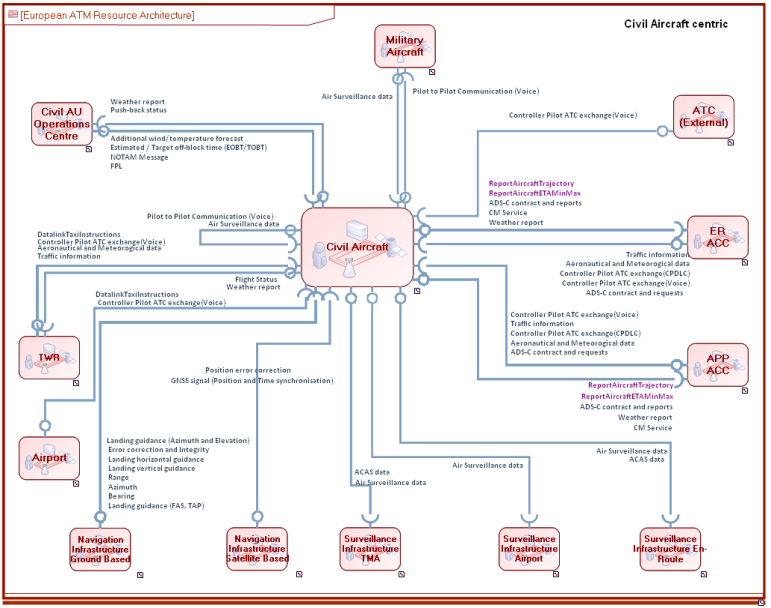 [European ATM Resource Architecture]
Civil Aircraft centric
Military
Aircraft
Air Surveillance data
Pilot to Pilot Communication (Voice)
Weather report
Push-back status
Civil AU
Operations
Centre
Additional wind/temperature forecast
Estimated / Target off-block time (EOBT/TOBT)
NOTAM Message
FPL
Controller Pilot ATC exchange(Voice)
ATC
(External)
ReportAircraftTrajectory
ReportAircraftETAMinMax
ADS-C contract and reports
CM Service
Weather report
Pilot to Pilot Communication (Voice)
Air Surveillance data
Civil Aircraft
ER
ACC
DatalinkTaxiInstructions
Controller Pilot ATC exchange(Voice)
Aeronautical and Meteorogical data
Traffic information
Traffic information
Aeronautical and Meteorogical data
Controller Pilot ATC exchange(CPDLC)
Controller Pilot ATC exchange(Voice)
ADS-C contract and requests
Flight Status
Weather report
DatalinkTaxiInstructions
Controller Pilot ATC exchange(Voice)
Controller Pilot ATC exchange(Voice)
Traffic information
Controller Pilot ATC exchange(CPDLC)
Aeronautical and Meteorogical data
ADS-C contract and requests
TWR
APP
ACC
Position error correction
GNSS signal (Position and Time synchronisation)
ReportAircraftTrajectory
ReportAircraftETAMinMax
ADS-C contract and reports
Weather report
CM Service
Airport
Landing guidance (Azimuth and Elevation)
Error correction and Integrity
Landing horizontal guidance
Landing vertical guidance
Range
Azimuth
Bearing
Landing guidance (FAS, TAP)
ACAS data
Air Surveillance data
Air Surveillance data
Air Surveillance data
ACAS data
Navigation
Infrastructure
Ground Based
Navigation
Infrastructure
Satellite Based
Surveillance
Infrastructure
TMA
Surveillance
Infrastructure
Airport
Surveillance
Infrastructure En-
Route